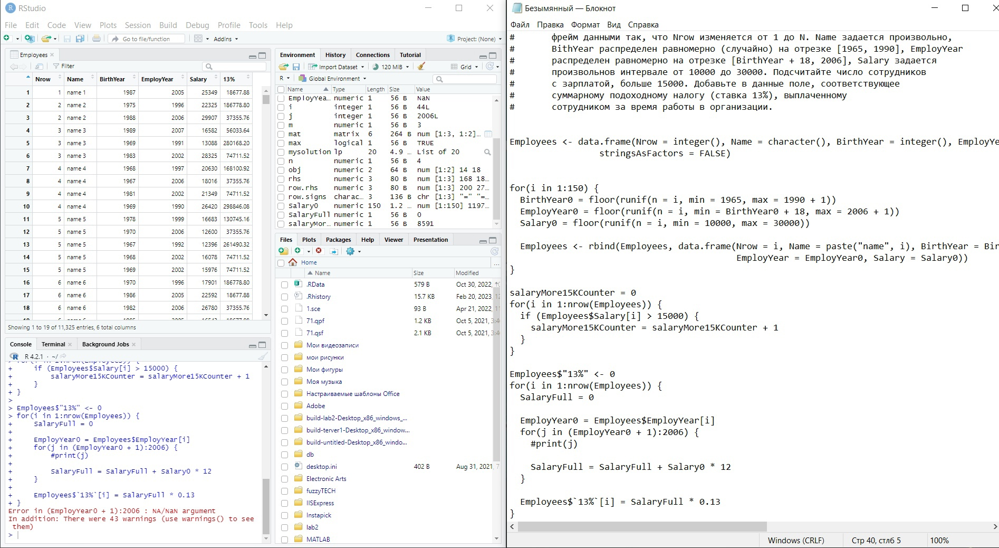 RStudio
File Edit Code View Plots Session Build Debug Profile Tools Help
Go to file/function Addins Project: (None)
Employees
Filter
Nrow Name BirthYear EmployYear Salary 13%
1 1 name 1 1987 2005 25349 18677.88
2 2 name 2 1975 1996 22325 186778.80
3 2 name 2 1988 2006 29907 37355.76
4 3 name 3 1989 2007 16582 56033.64
5 3 name 3 1969 1991 13088 280168.20
6 3 name 3 1983 2002 28325 74711.52
7 4 name 4 1968 1997 20630 168100.92
8 4 name 4 1967 2006 18016 37355.76
9 4 name 4 1981 2002 21349 74711.52
10 4 name 4 1969 1990 26420 298846.08
11 5 name 5 1978 1999 16683 130745.16
12 5 name 5 1970 2006 12600 37355.76
13 5 name 5 1967 1992 12396 261490.32
14 5 name 5 1968 2002 16078 74711.52
15 5 name 5 1969 2002 15976 74711.52
16 6 name 6 1970 1996 17901 186778.80
17 6 name 6 1986 2005 22592 18677.88
18 6 name 6 1982 2006 26780 37355.76
Showing 1 to 19 of 11,325 entries, 6 total columns
Console Terminal Background Jobs
R 4.2.1 · ~/
> for(i in 1:nrow(Employees)) {
+     if (Employees$Salary[i] > 15000) {
+         salaryMore15KCounter = salaryMore15KCounter + 1
+     }
+ }
>
> Employees$"13%" <- 0
> for(i in 1:nrow(Employees)) {
+     SalaryFull = 0
+
+     EmployYear0 = Employees$EmployYear[i]
+     for(j in (EmployYear0 + 1):2006) {
+         #print(j)
+
+         SalaryFull = SalaryFull + Salary0 * 12
+     }
+
+     Employees$`13%`[i] = SalaryFull * 0.13
+ }
Error in (EmployYear0 + 1):2006 : NA/NaN argument
In addition: There were 43 warnings (use warnings() to see
them)
>
Environment History Connections Tutorial
Import Dataset 120 MiB Grid
R Global Environment
Name Type Length Size Value
EmployYea… numeric 1 56 B NaN
i integer 1 56 B 44L
j integer 1 56 B 2006L
m numeric 1 56 B 3
mat matrix 6 264 B num [1:3, 1:2]…
max logical 1 56 B TRUE
mysolution lp 20 4.9 … List of 20
n numeric 1 56 B 4
obj numeric 2 64 B num [1:2] 14 18
rhs numeric 3 80 B num [1:3] 168 18…
row.rhs numeric 3 80 B num [1:3] 200 27…
row.signs charac… 3 136 B chr [1:3] "=" "=…
Salary0 numeric 150 1.2 … num [1:150] 1197…
SalaryFull numeric 1 56 B 0
salaryMor… numeric 1 56 B 8591
Files Plots Packages Help Viewer Presentation
Home …
Name Size Modified
.RData 579 B Oct 30, 2022,
.Rhistory 15.7 KB Feb 20, 2023,
1.sce 93 B Apr 21, 2022,
71.qpf 1.2 KB Oct 5, 2021,
71.qsf 2.1 KB Oct 5, 2021,
Мои видеозаписи
мои рисунки
Мои фигуры
Моя музыка
Настраиваемые шаблоны Office
Adobe
build-lab2-Desktop_x86_windows_...
build-terver1-Desktop_x86_window...
build-untitled-Desktop_x86_windo...
db
desktop.ini 402 B Aug 31, 2021,
Electronic Arts
fuzzyTECH
IISExpress
Instapick
lab2
MATLAB
Безымянный — Блокнот
Файл Правка Формат Вид Справка
# фрейм данными так, что Nrow изменяется от 1 до N. Name задается произвольно,
# BithYear распределен равномерно (случайно) на отрезке [1965, 1990], EmployYear
# распределен равномерно на отрезке [BirthYear + 18, 2006], Salary задается
# произвольнов интервале от 10000 до 30000. Подсчитайте число сотрудников
# с зарплатой, больше 15000. Добавьте в данные поле, соответствующее
# суммарному подоходному налогу (ставка 13%), выплаченному
# сотрудником за время работы в организации.
Employees <- data.frame(Nrow = integer(), Name = character(), BirthYear = integer(), EmployYe
stringsAsFactors = FALSE)
for(i in 1:150) {
  BirthYear0 = floor(runif(n = i, min = 1965, max = 1990 + 1))
  EmployYear0 = floor(runif(n = i, min = BirthYear0 + 18, max = 2006 + 1))
  Salary0 = floor(runif(n = i, min = 10000, max = 30000))
  Employees <- rbind(Employees, data.frame(Nrow = i, Name = paste("name", i), BirthYear = Bir
EmployYear = EmployYear0, Salary = Salary0))
}
salaryMore15KCounter = 0
for(i in 1:nrow(Employees)) {
  if (Employees$Salary[i] > 15000) {
    salaryMore15KCounter = salaryMore15KCounter + 1
  }
}
Employees$"13%" <- 0
for(i in 1:nrow(Employees)) {
  SalaryFull = 0
  EmployYear0 = Employees$EmployYear[i]
  for(j in (EmployYear0 + 1):2006) {
    #print(j)
    SalaryFull = SalaryFull + Salary0 * 12
  }
  Employees$`13%`[i] = SalaryFull * 0.13
}
Windows (CRLF) Стр 40, стлб 5 100%